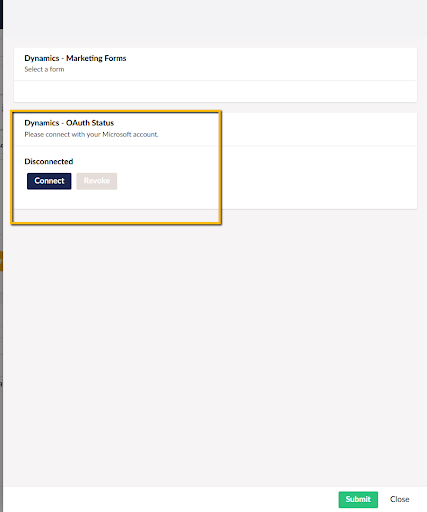 Dynamics - Marketing Forms
Select a form
Dynamics - OAuth Status
Please connect with your Microsoft account.
Disconnected
Connect Revoke
Submit Close